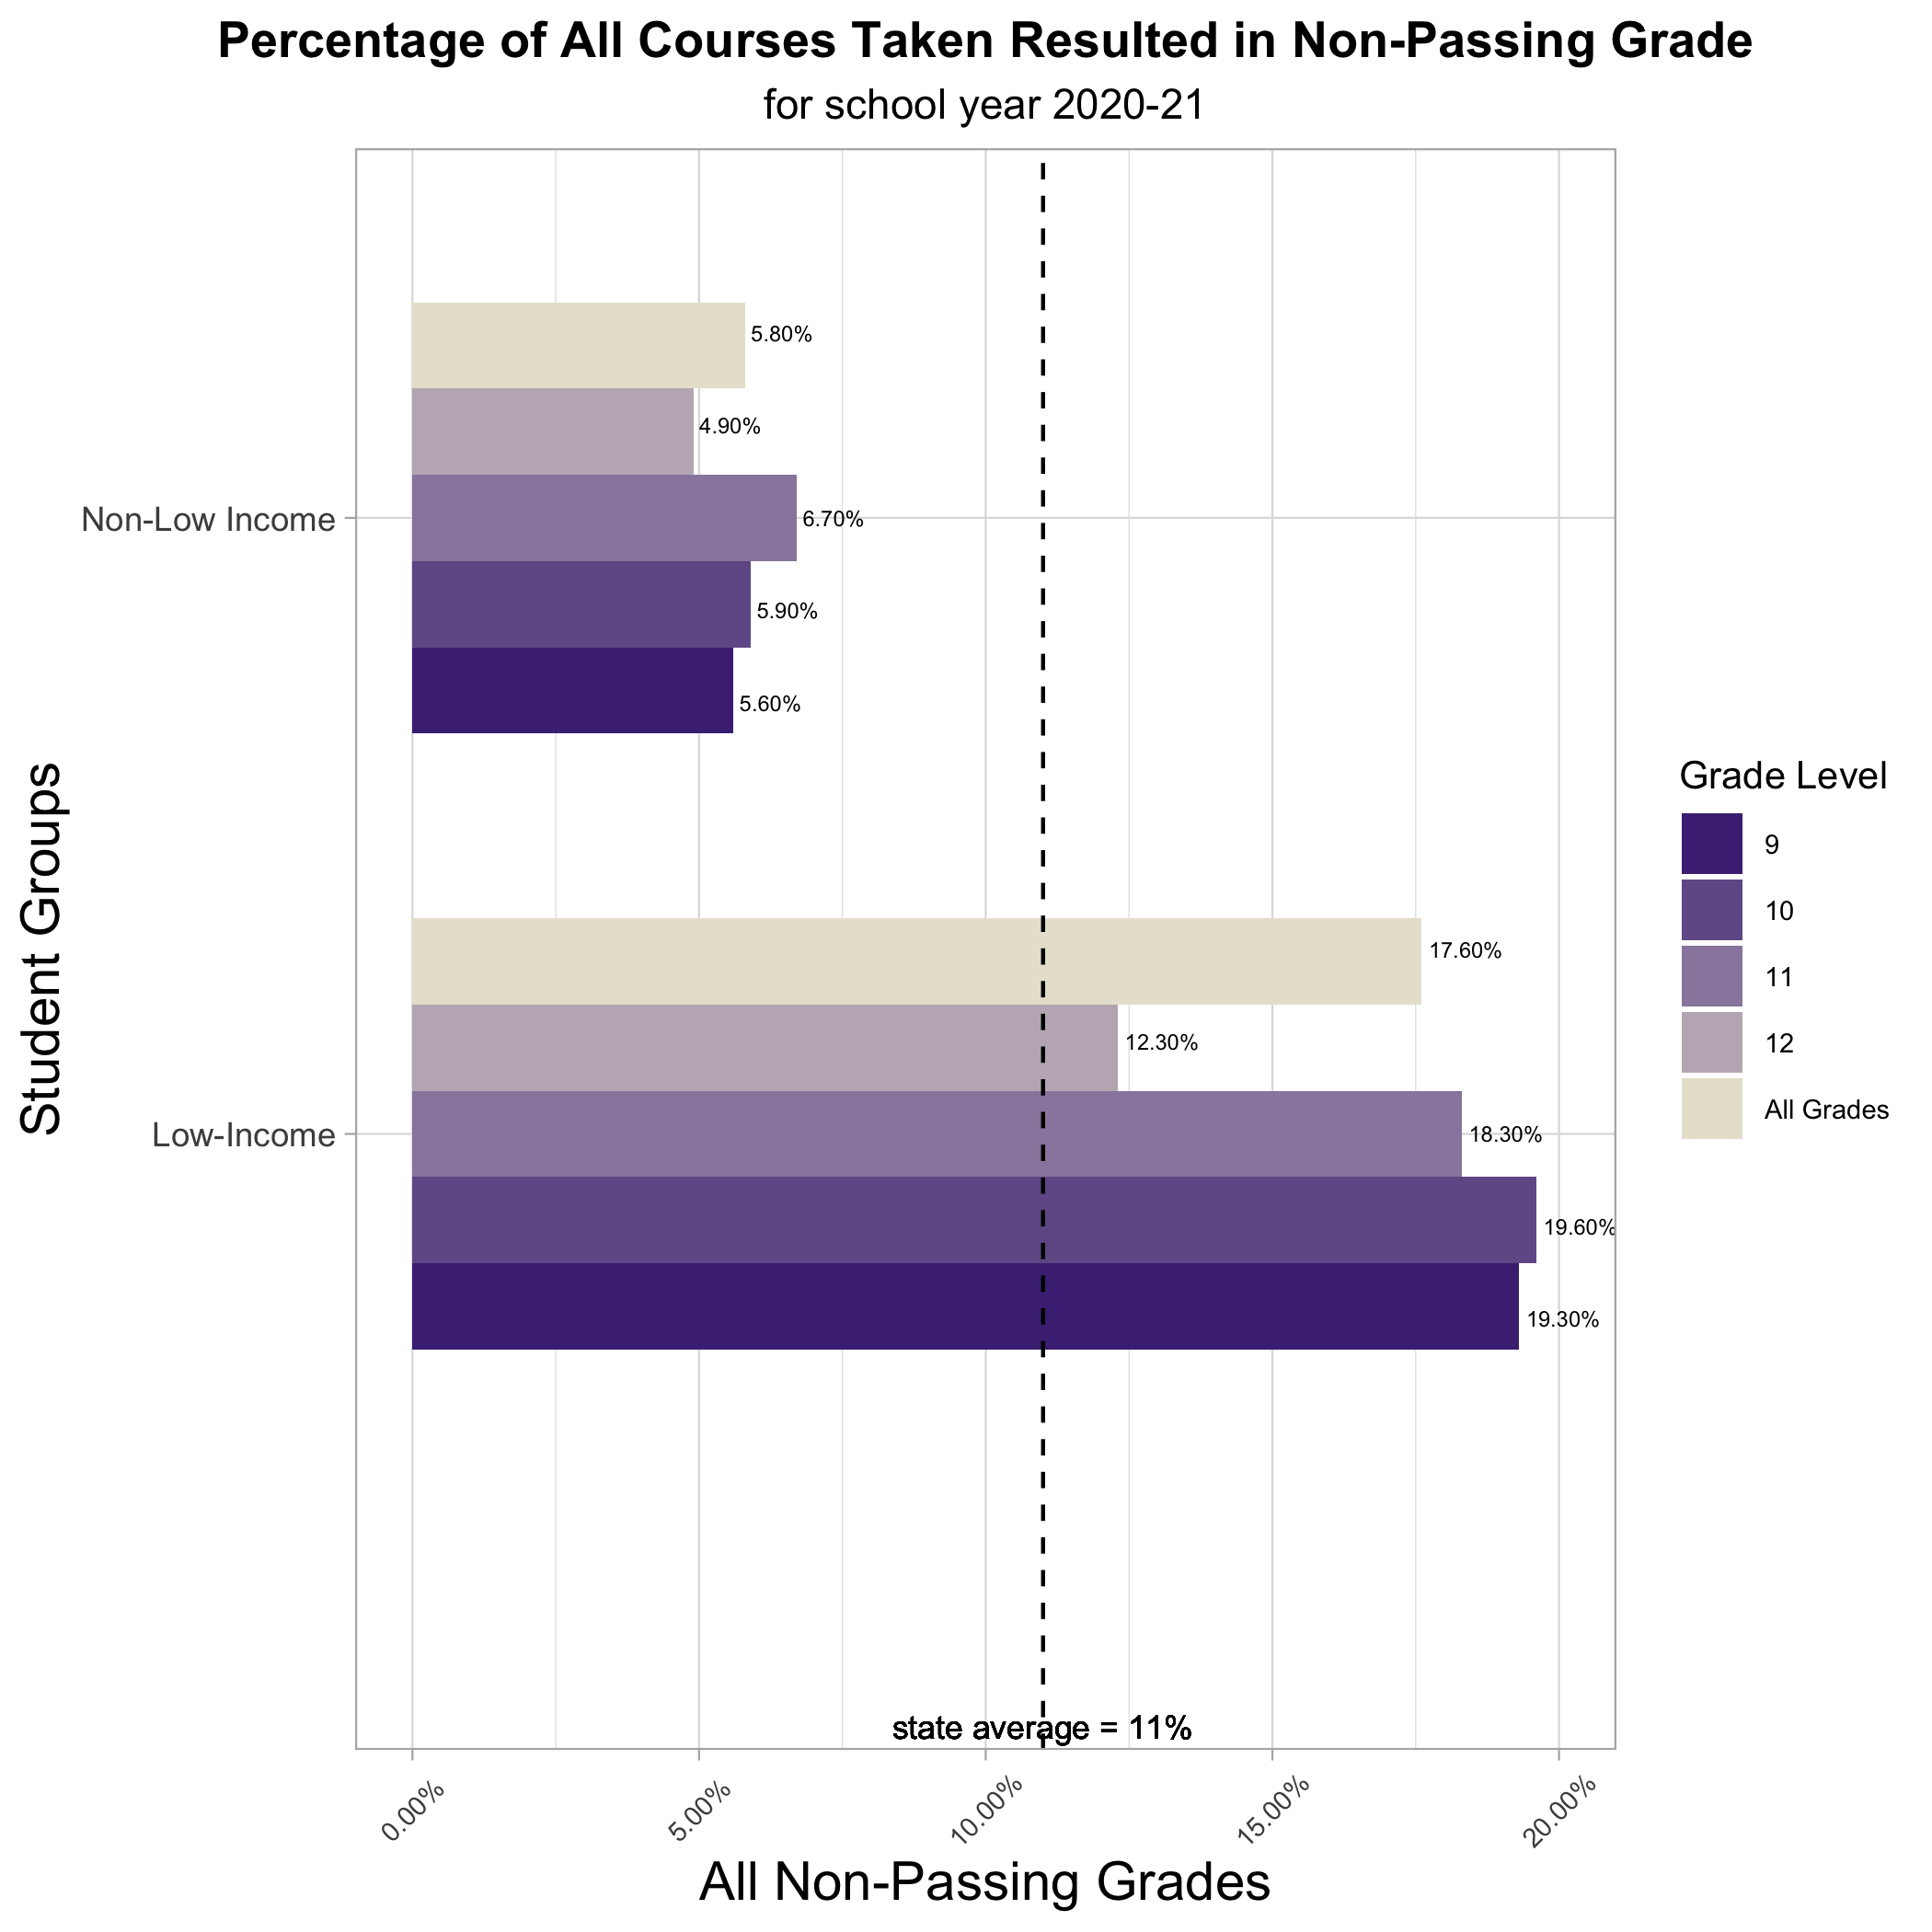 Percentage of All Courses Taken Resulted in Non-Passing Grade
for school year 2020-21
Student Groups
Non-Low Income
5.80%
4.90%
6.70%
5.90%
5.60%
Low-Income
17.60%
12.30%
18.30%
19.60%
19.30%
state average = 11%
0.00%
5.00%
10.00%
15.00%
20.00%
All Non-Passing Grades
Grade Level
9
10
11
12
All Grades